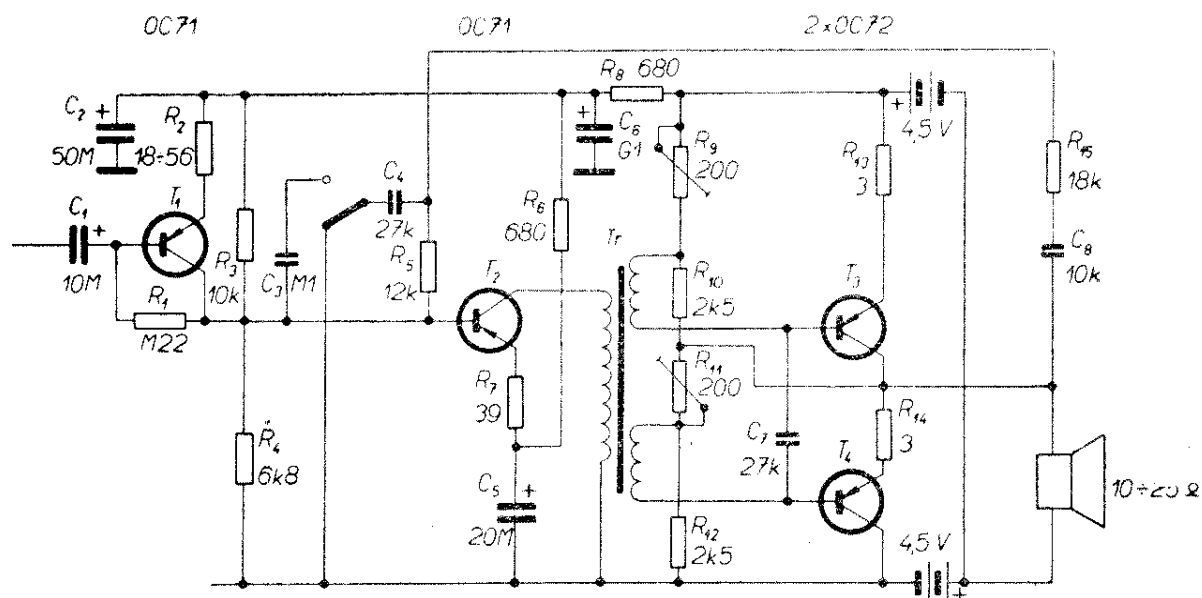 OC71
OC71
2×OC72
R8 680
C2 +
50M
R2
18÷56
+
C6
G1
R9
200
+
4,5 V
R13
3
R15
18k
C1 +
10M
T1
R3
10k
C3
M1
C4
27k
R5
12k
R6
680
Tr
C8
10k
R1
M22
T2
R10
2k5
T3
R7
39
R11
200
R14
3
R4
6k8
C7
27k
T4
C5 +
20M
R12
2k5
4,5 V
+